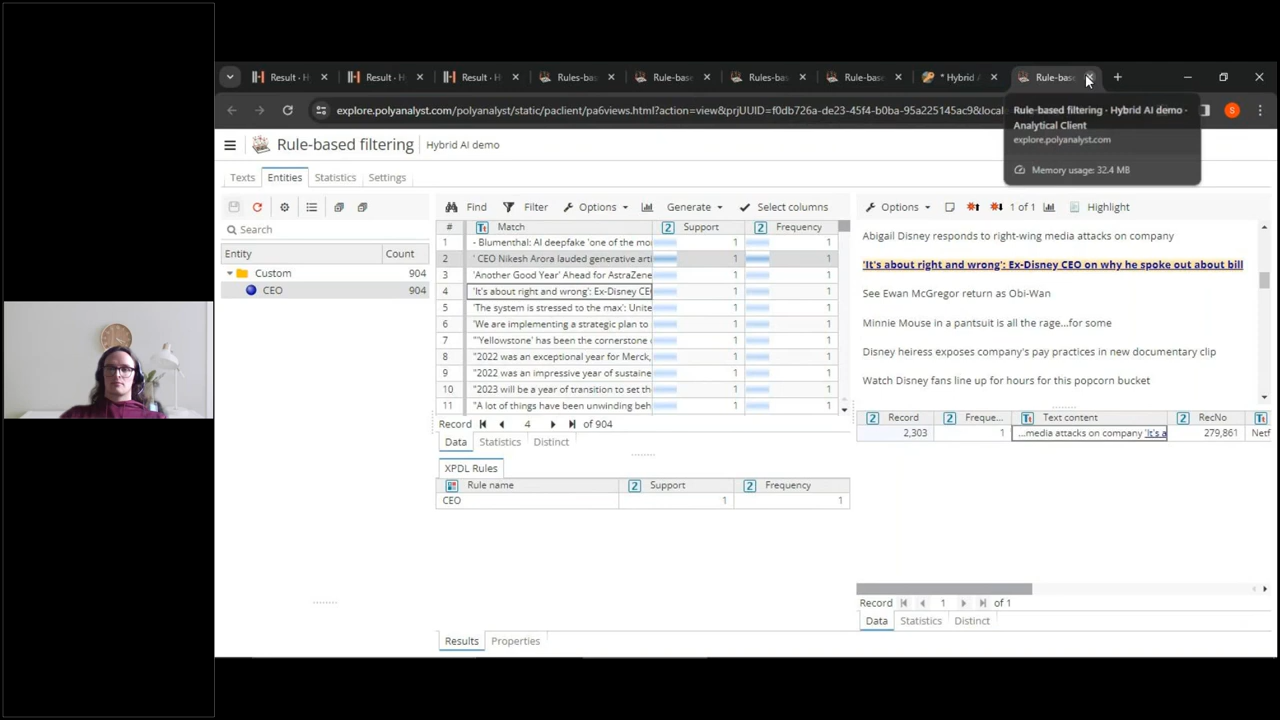 Result - H
Result - H
Result - H
Rules-bas
Rule-base
Rules-bas
Rule-base
* Hybrid
Rule-base
explore.polyanalyst.com/polyanalyst/static/paclient/pa6views.html?action=view&prjUUID=f0db726a-de23-45f4-b0ba-95a225145ac9&local
S
Rule-based filtering - Hybrid AI demo -
Analytical Client
explore.polyanalyst.com
Memory usage: 32.4 MB
Rule-based filtering
Hybrid AI demo
Texts
Entities
Statistics
Settings
Search
Entity
Count
Custom
904
CEO
904
Find
Filter
Options
Generate
Select columns
#
Match
Support
Frequency
1 - Blumenthal: AI deepfake 'one of the mo 1 1
2 ' CEO Nikesh Arora lauded generative arti 1 1
3 'Another Good Year' Ahead for AstraZene 1 1
4 'It's about right and wrong': Ex-Disney CE 1 1
5 'The system is stressed to the max': Unite 1 1
6 'We are implementing a strategic plan to 1 1
7 "'Yellowstone' has been the cornerstone 1 1
8 "2022 was an exceptional year for Merck, 1 1
9 "2022 was an impressive year of sustaine 1 1
10 "2023 will be a year of transition to set th 1 1
11 "A lot of things have been unwinding beh 1 1
Record 4 of 904
Data
Statistics
Distinct
XPDL Rules
Rule name
Support
Frequency
CEO 1 1
Results
Properties
Options
1 of 1
Highlight
Abigail Disney responds to right-wing media attacks on company
'It's about right and wrong': Ex-Disney CEO on why he spoke out about bill
See Ewan McGregor return as Obi-Wan
Minnie Mouse in a pantsuit is all the rage...for some
Disney heiress exposes company's pay practices in new documentary clip
Watch Disney fans line up for hours for this popcorn bucket
Record
Freque...
Text content
RecNo
2,303 1 ...media attacks on company 'It's a 279,861 Netf
Record 1 of 1
Data
Statistics
Distinct